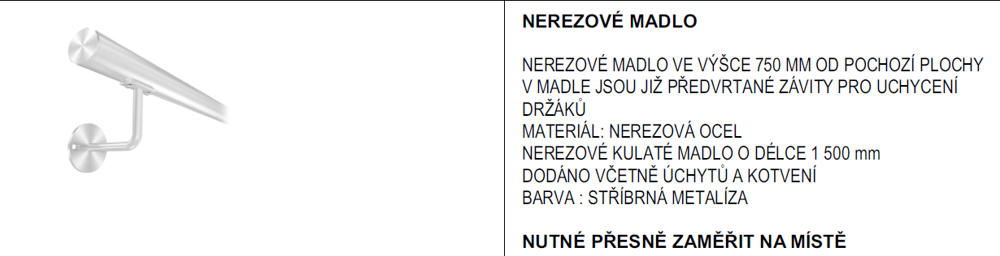 NEREZOVÉ MADLO
NEREZOVÉ MADLO VE VÝŠCE 750 MM OD POCHOZÍ PLOCHY
V MADLE JSOU JIŽ PŘEDVRTANÉ ZÁVITY PRO UCHYCENÍ
DRŽÁKŮ
MATERIÁL: NEREZOVÁ OCEL
NEREZOVÉ KULATÉ MADLO O DÉLCE 1 500 mm
DODÁNO VČETNĚ ÚCHYTŮ A KOTVENÍ
BARVA : STŘÍBRNÁ METALÍZA
NUTNÉ PŘESNĚ ZAMĚŘIT NA MÍSTĚ